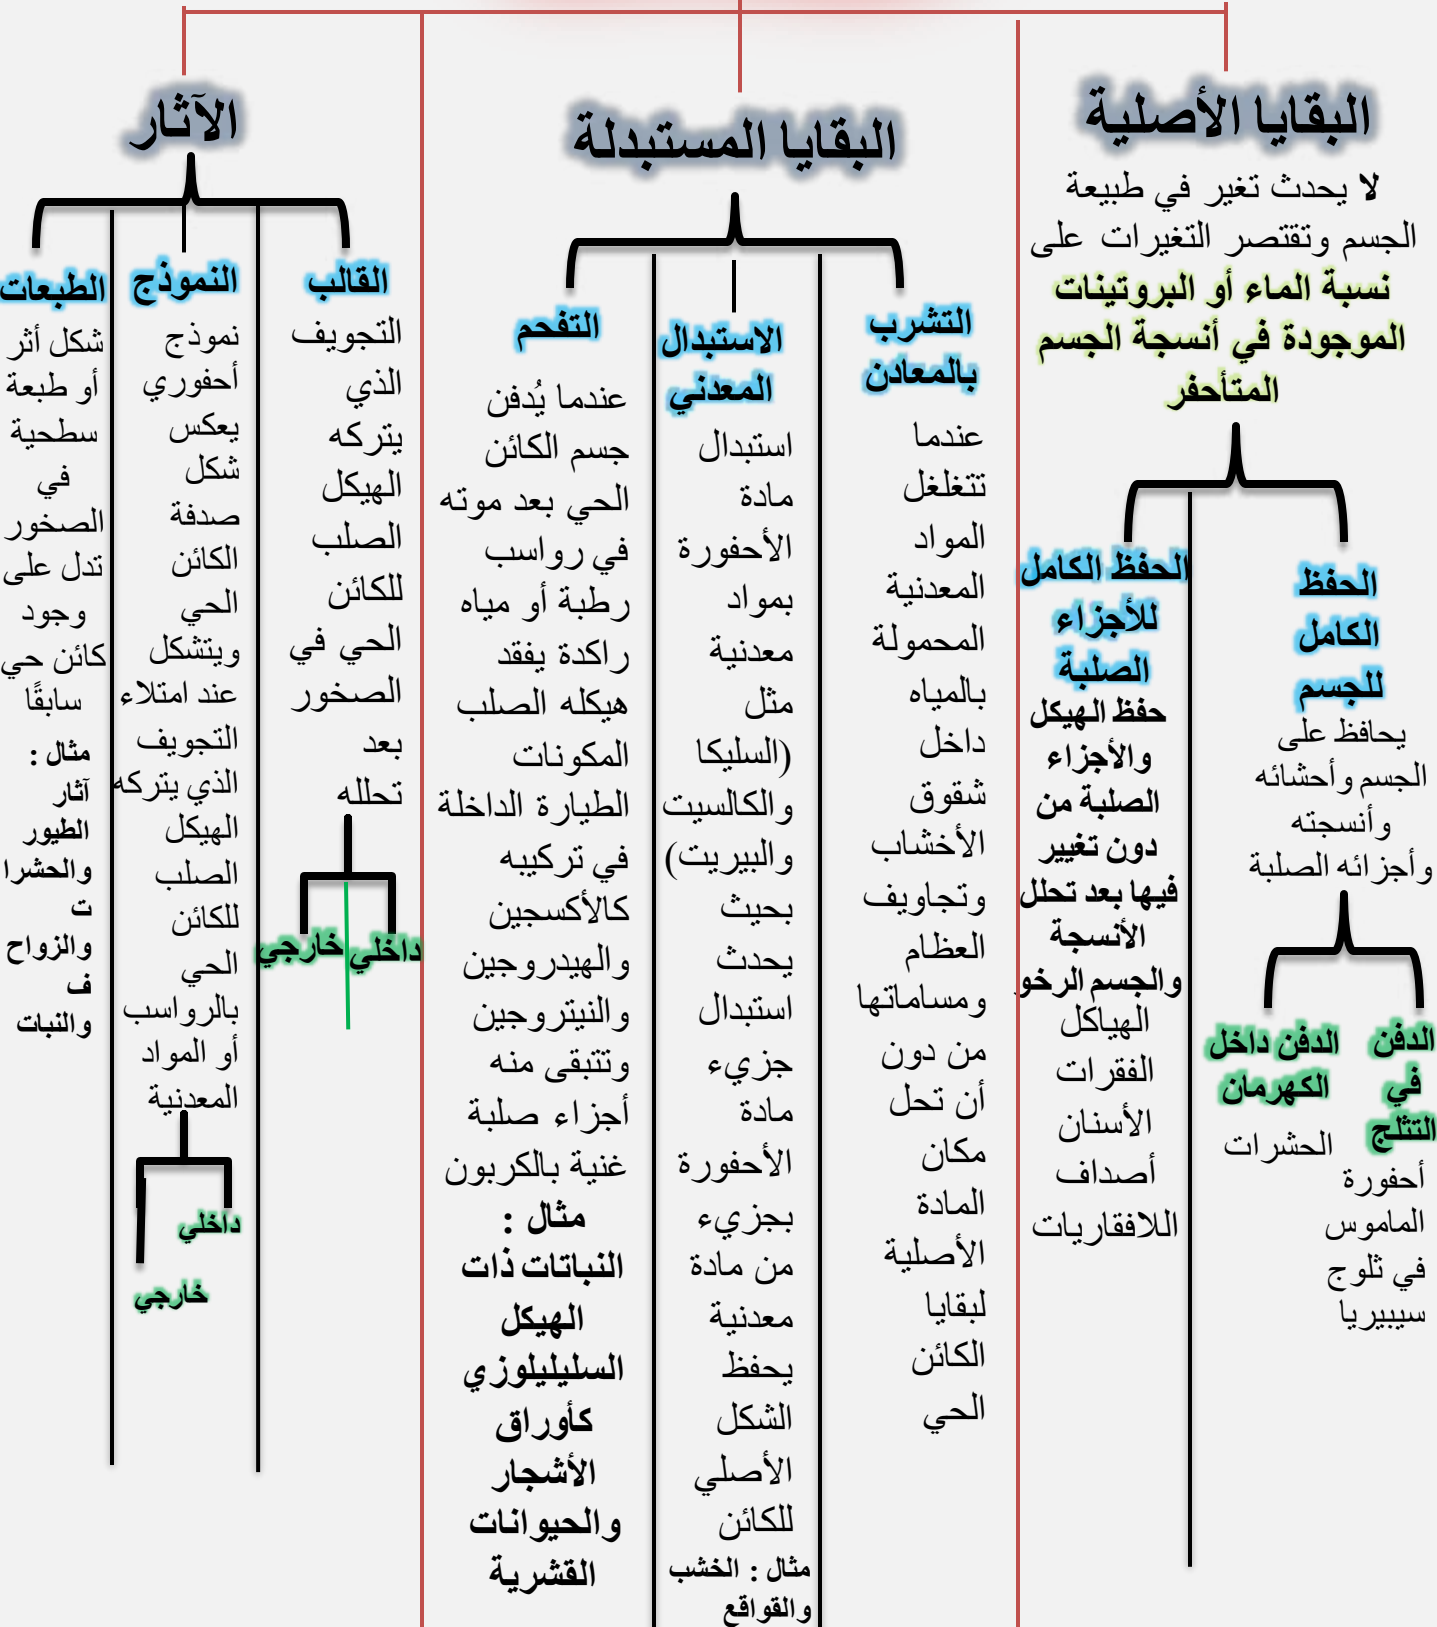 البقايا الأصلية
لا يحدث تغير في طبيعة
الجسم وتقتصر التغيرات على
نسبة الماء أو البروتينات
الموجودة في أنسجة الجسم
المتأحفر
الحفظ
الكامل
للجسم
يحافظ على
الجسم وأحشائه
وأنسجته
وأجزائه الصلبة
الدفن
في
التثلج
أحفورة
الماموس
في ثلوج
سيبيريا
الدفن داخل
الكهرمان
الحشرات
الحفظ الكامل
للأجزاء
الصلبة
حفظ الهيكل
والأجزاء
الصلبة من
دون تغيير
فيها بعد تحلل
الأنسجة
والجسم الرخو
الهياكل
الفقرات
الأسنان
أصداف
اللافقاريات
البقايا المستبدلة
التشرب
بالمعادن
عندما
تتغلغل
المواد
المعدنية
المحمولة
بالمياه
داخل
شقوق
الأخشاب
وتجاويف
العظام
ومساماتها
من دون
أن تحل
مكان
المادة
الأصلية
لبقايا
الكائن
الحي
الاستبدال
المعدني
استبدال
مادة
الأحفورة
بمواد
معدنية
مثل
(السليكا
والكالسيت
والبيريت)
بحيث
يحدث
استبدال
جزيء
مادة
الأحفورة
بجزيء
من مادة
معدنية
يحفظ
الشكل
الأصلي
للكائن
مثال : الخشب
والقواقع
التفحم
عندما يُدفن
جسم الكائن
الحي بعد موته
في رواسب
رطبة أو مياه
راكدة يفقد
هيكله الصلب
المكونات
الطيارة الداخلة
في تركيبه
كالأكسجين
والهيدروجين
والنيتروجين
وتتبقى منه
أجزاء صلبة
غنية بالكربون
مثال :
النباتات ذات
الهيكل
السليليلوزي
كأوراق
الأشجار
والحيوانات
القشرية
الآثار
القالب
التجويف
الذي
يتركه
الهيكل
الصلب
للكائن
الحي في
الصخور
بعد
تحلله
داخلي
خارجي
النموذج
نموذج
أحفوري
يعكس
شكل
صدفة
الكائن
الحي
ويتشكل
عند امتلاء
التجويف
الذي يتركه
الهيكل
الصلب
للكائن
الحي
بالرواسب
أو المواد
المعدنية
داخلي
خارجي
الطبعات
شكل أثر
أو طبعة
سطحية
في
الصخور
تدل على
وجود
كائن حي
سابقًا
مثال :
آثار
الطيور
والحشرا
ت
والزواح
ف
والنبات